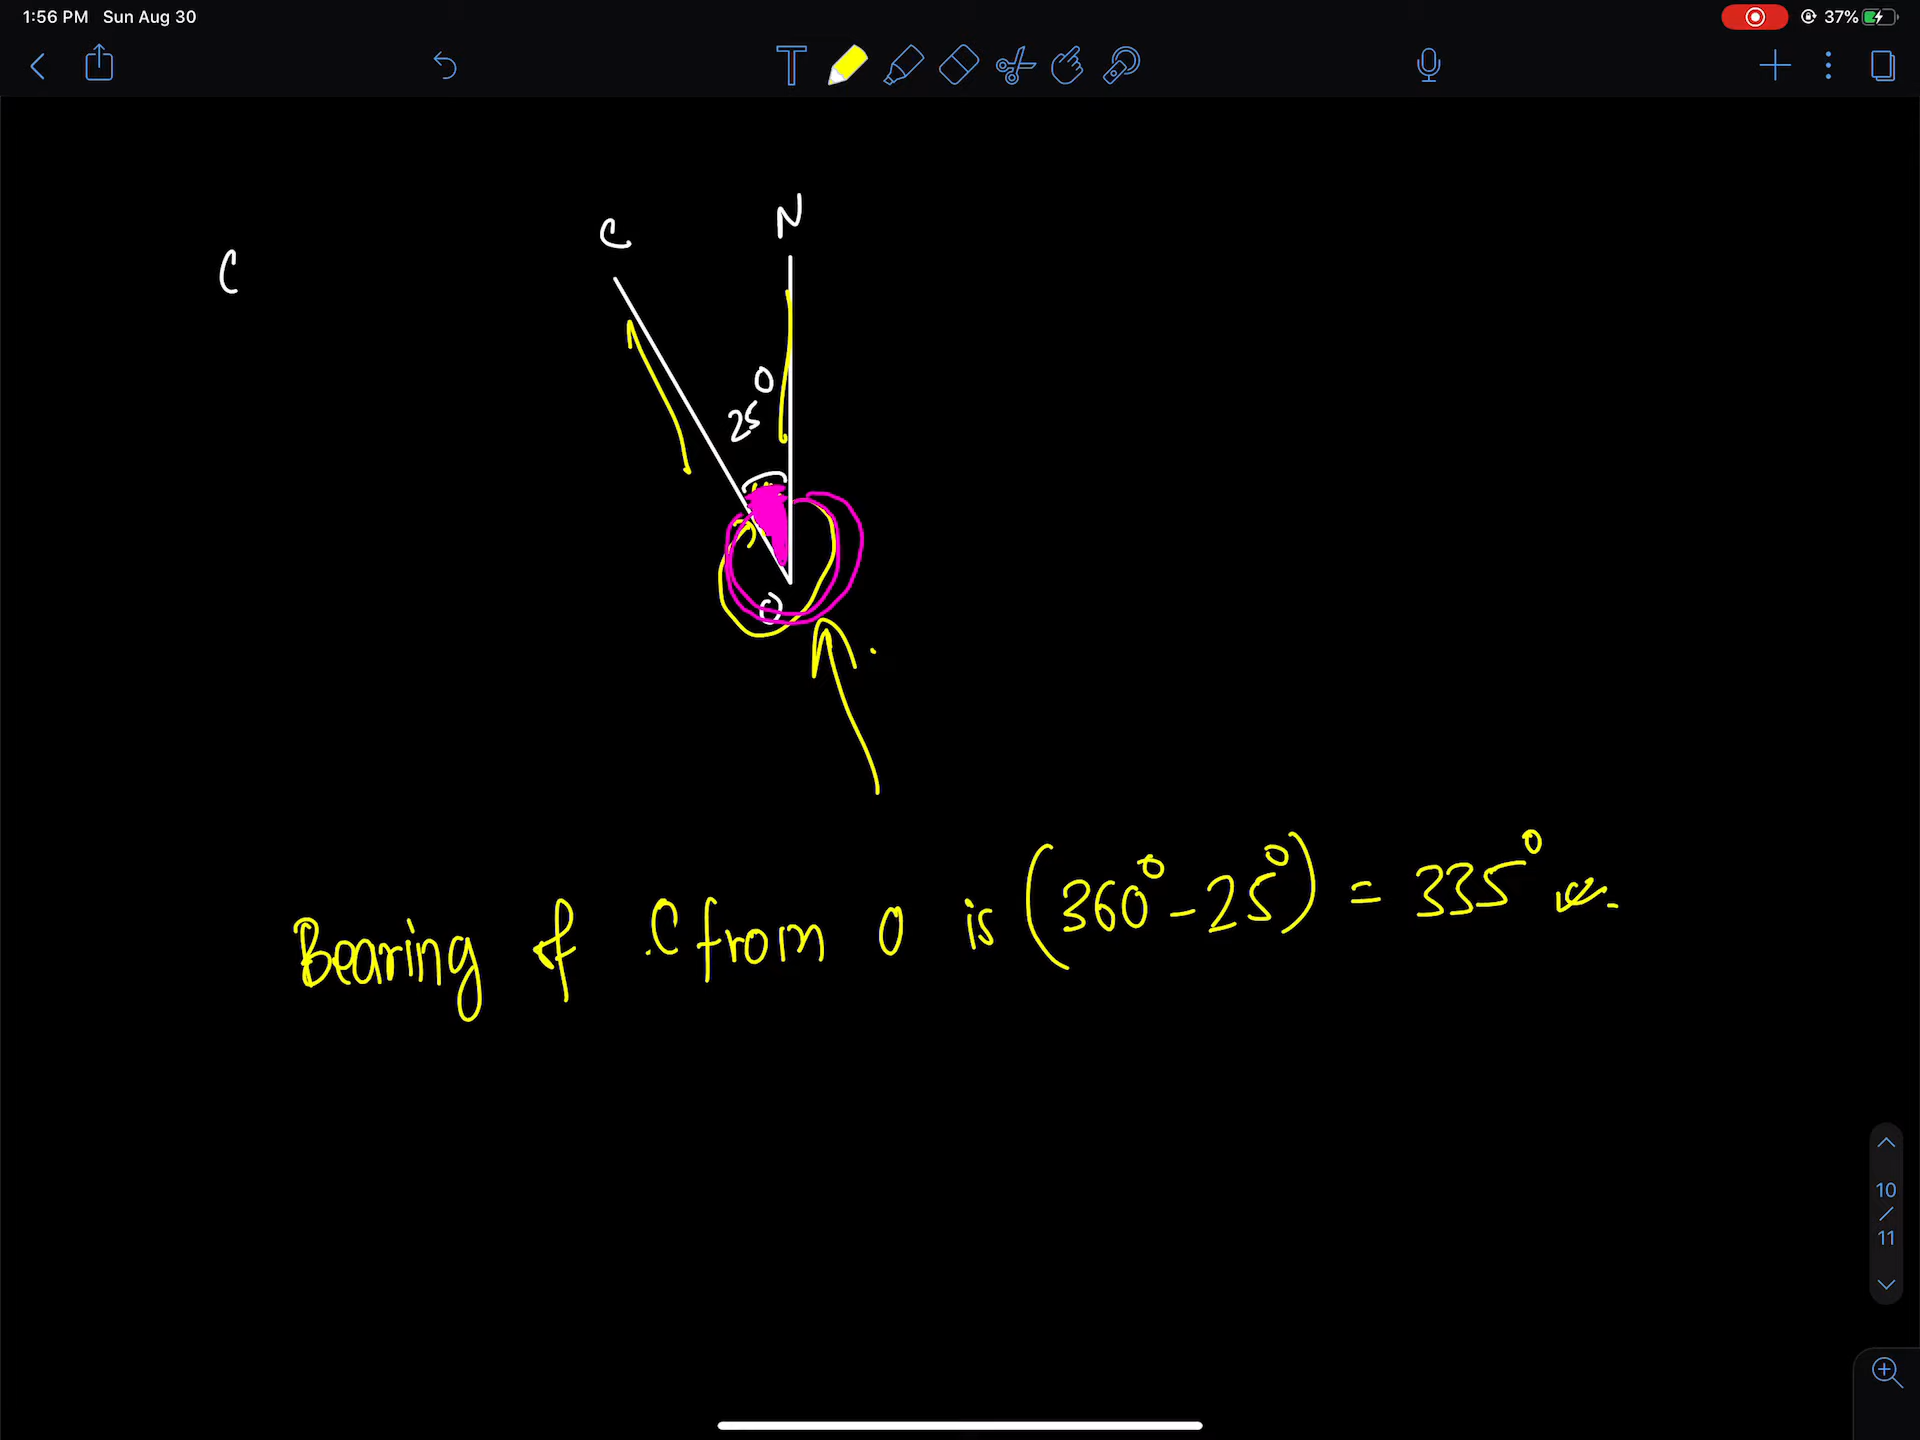 1:56 PM Sun Aug 30
37%
T
N
C
C
25°
O
Bearing of C from O is (360° - 25°) = 335°
10
/
11